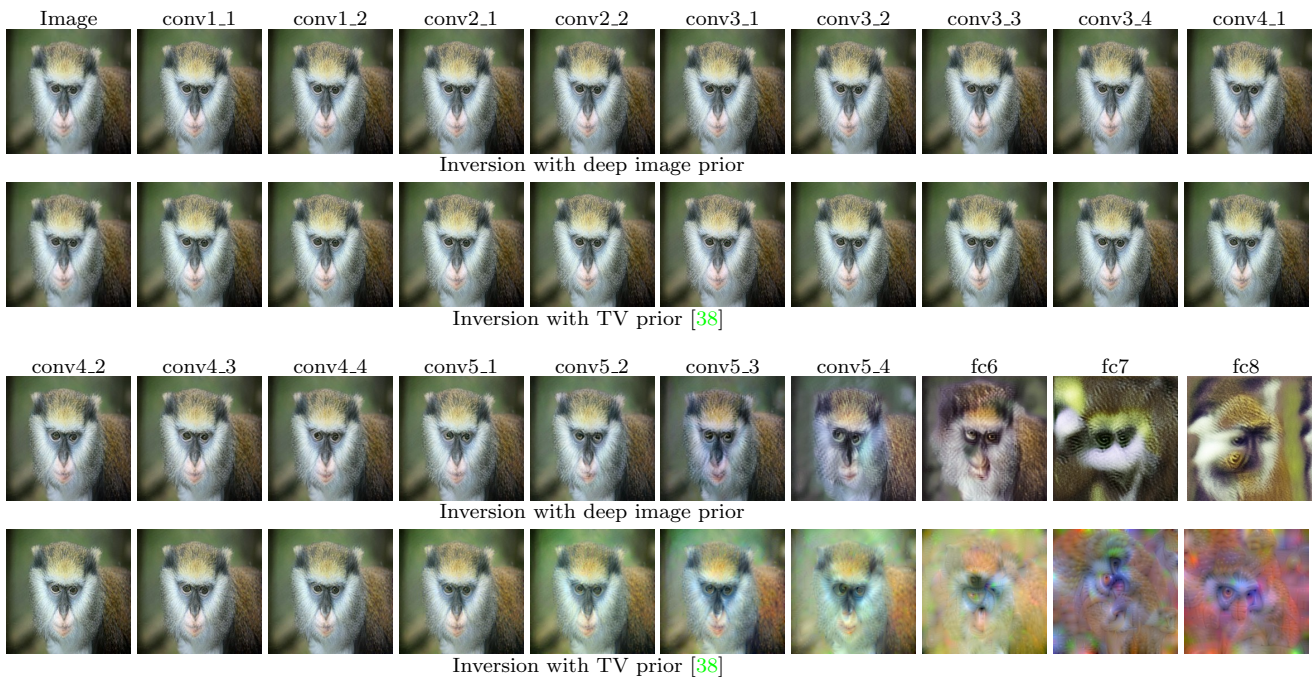 Image conv1_1 conv1_2 conv2_1 conv2_2 conv3_1 conv3_2 conv3_3 conv3_4 conv4_1
Inversion with deep image prior
Inversion with TV prior [38]
conv4_2 conv4_3 conv4_4 conv5_1 conv5_2 conv5_3 conv5_4 fc6 fc7 fc8
Inversion with deep image prior
Inversion with TV prior [38]